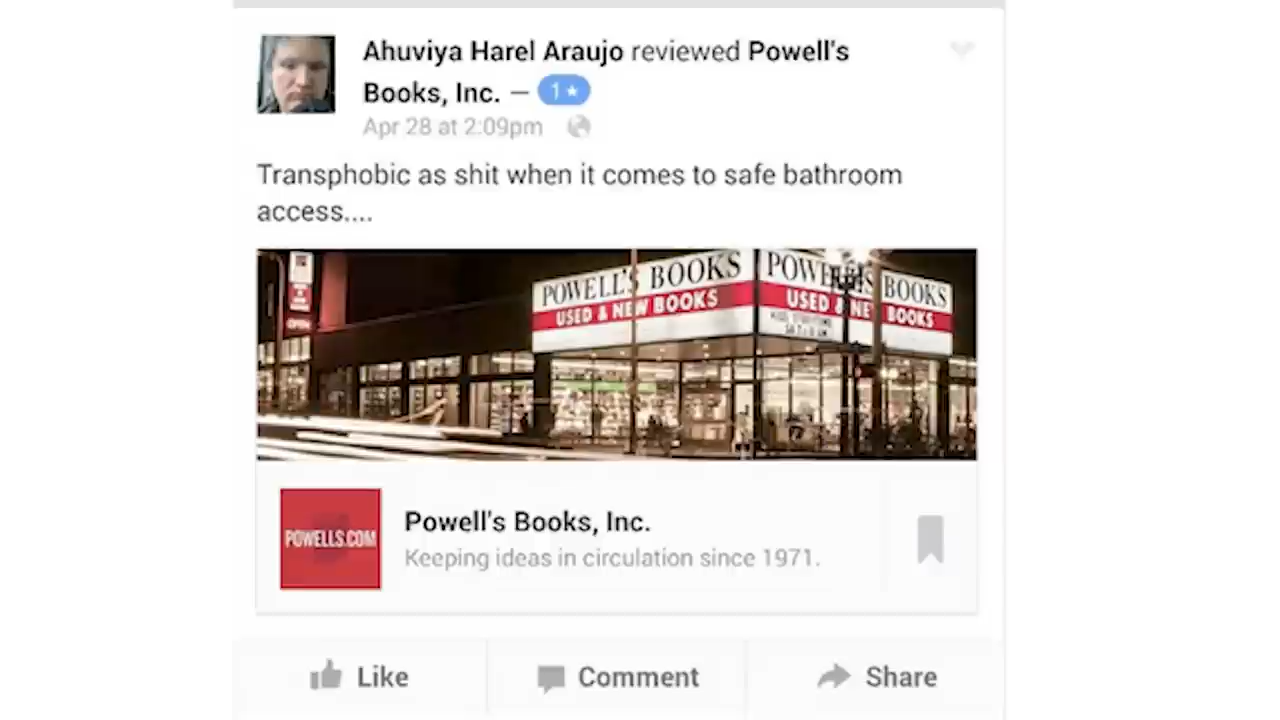 Ahuviya Harel Araujo reviewed Powell's
Books, Inc. — 1★
Apr 28 at 2:09pm
Transphobic as shit when it comes to safe bathroom
access....
POWELL'S BOOKS
USED & NEW BOOKS
POWELL'S BOOKS
USED & NEW BOOKS
POWELLS.COM
Powell's Books, Inc.
Keeping ideas in circulation since 1971.
Like
Comment
Share